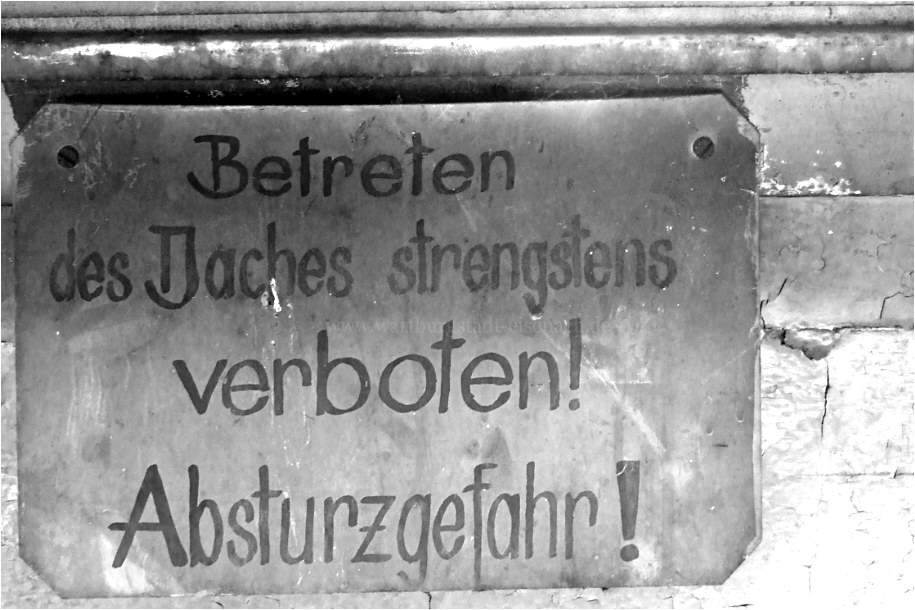 Betreten
des Daches strengstens
verboten!
Absturzgefahr!